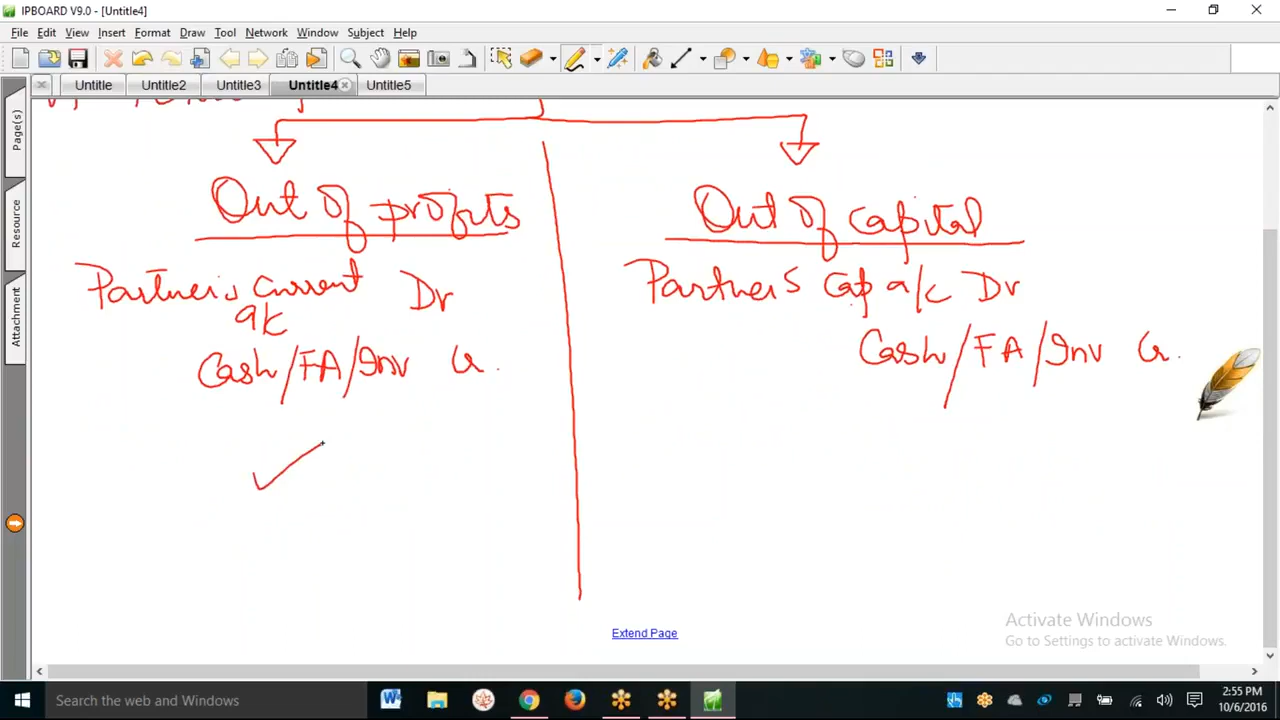 IPBOARD V9.0 - [Untitle4]
File Edit View Insert Format Draw Tool Network Window Subject Help
Untitle Untitle2 Untitle3 Untitle4 Untitle5
Page(s)
Resource
Attachment
Out Of profits
Partner's Current Dr
a/c
Cash/FA/Inv Cr.
Out Of capital
Partner's Cap a/c Dr
Cash/FA/Inv Cr.
Extend Page
Activate Windows
Go to Settings to activate Windows.
Search the web and Windows
2:55 PM
10/6/2016